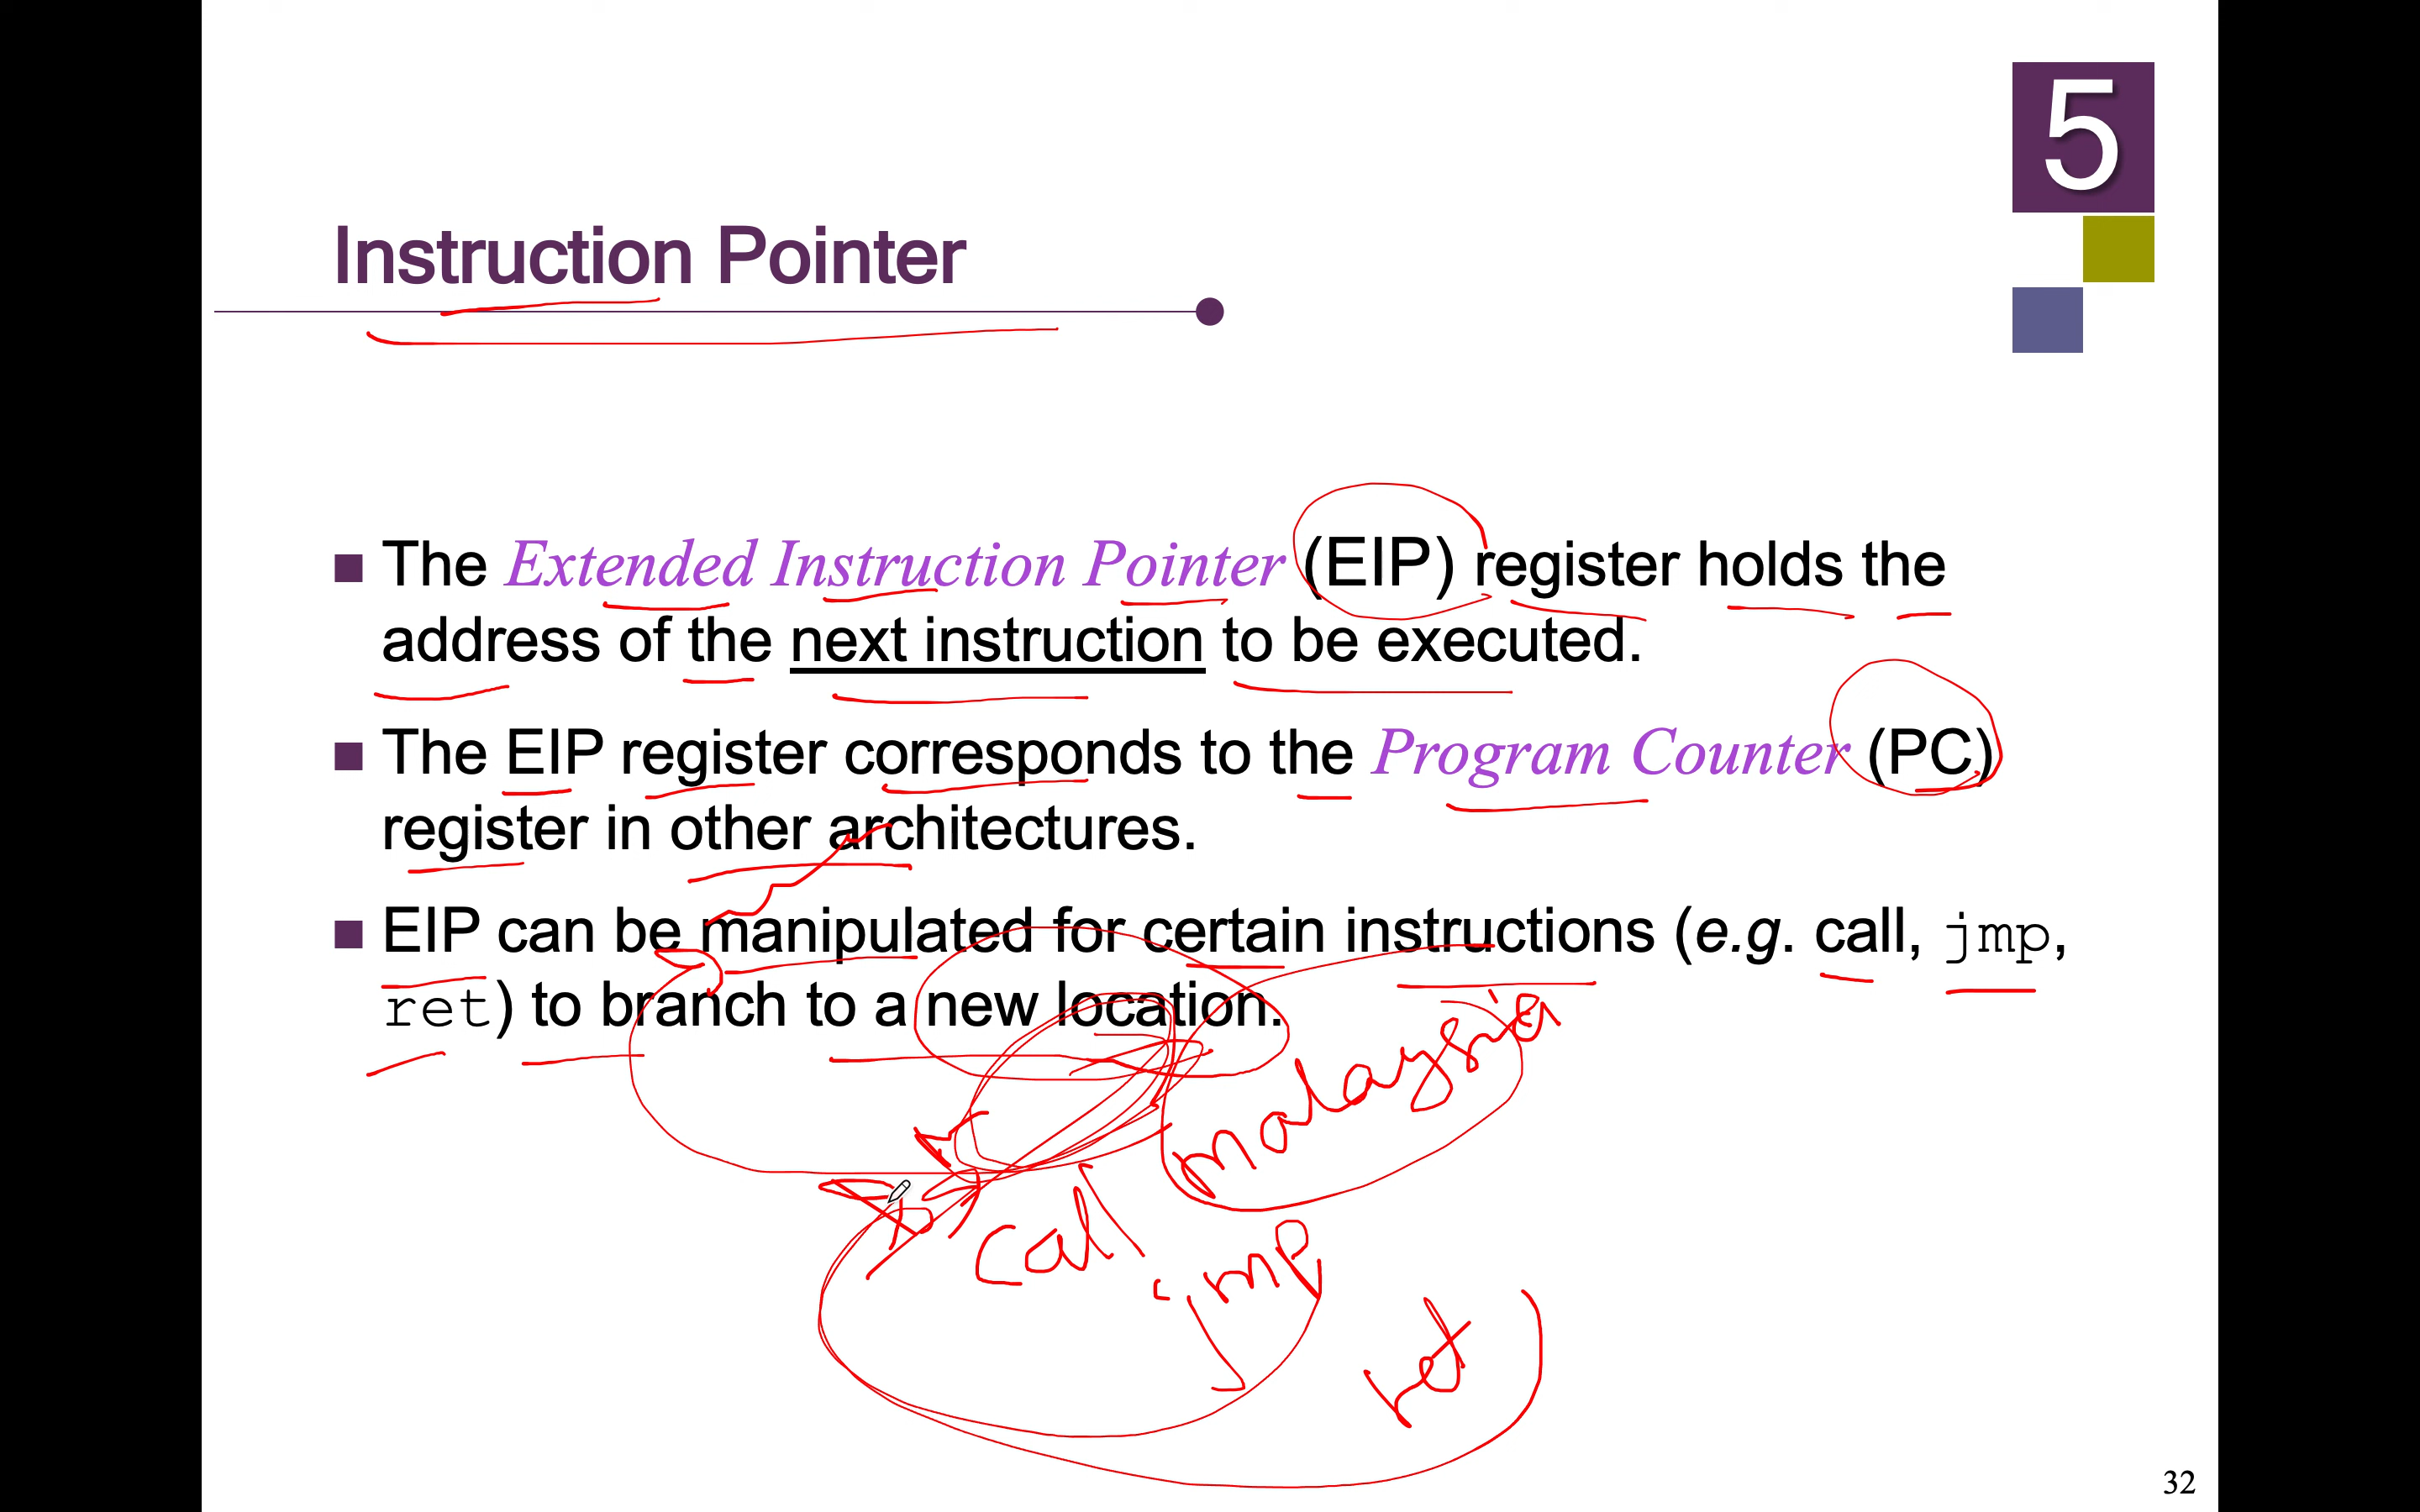 5
Instruction Pointer
The Extended Instruction Pointer (EIP) register holds the
address of the next instruction to be executed.
The EIP register corresponds to the Program Counter (PC)
register in other architectures.
EIP can be manipulated for certain instructions (e.g. call, jmp,
ret) to branch to a new location.
malaysia
call
jmp
ret
32